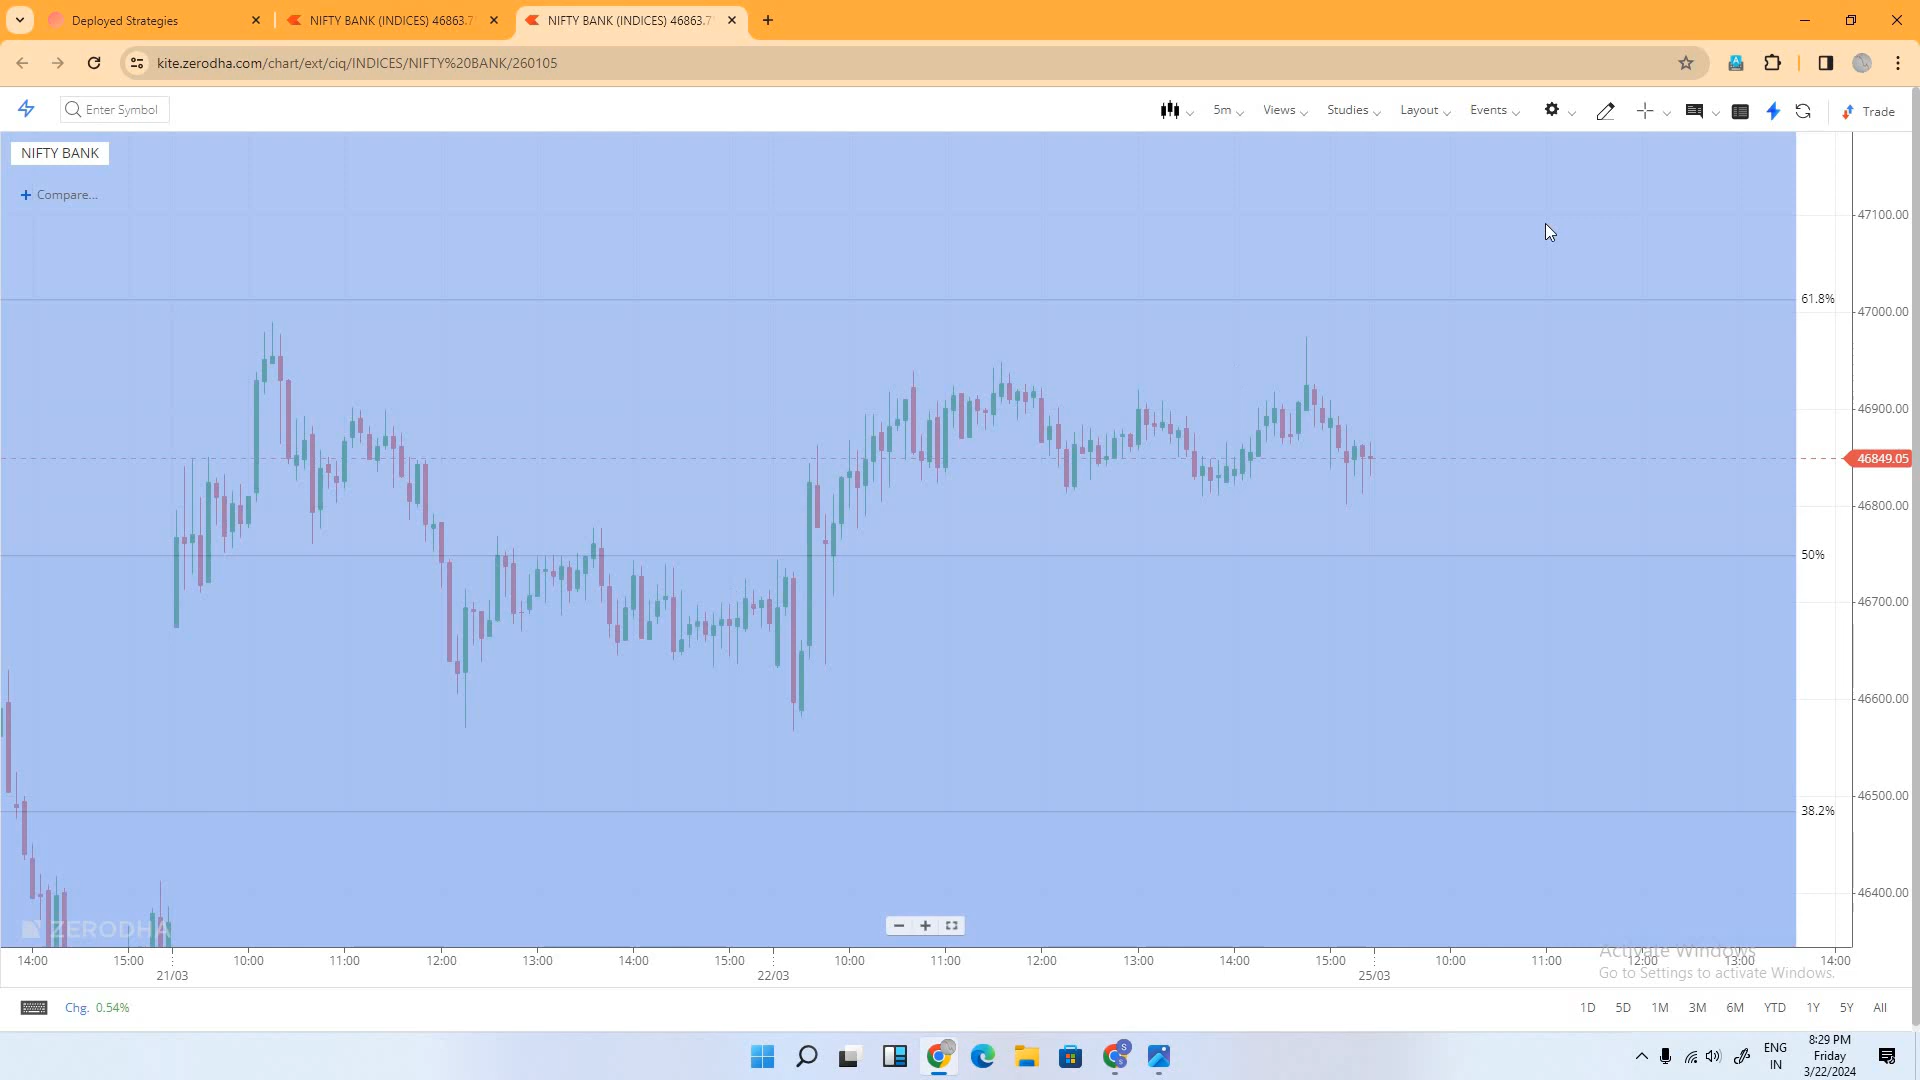 Deployed Strategies
NIFTY BANK (INDICES) 46863.7
NIFTY BANK (INDICES) 46863.7
kite.zerodha.com/chart/ext/ciq/INDICES/NIFTY%20BANK/260105
Enter Symbol
5m
Views
Studies
Layout
Events
Trade
NIFTY BANK
+ Compare...
47100.00
61.8%
47000.00
46900.00
46849.05
46800.00
50%
46700.00
46600.00
46500.00
38.2%
46400.00
ZERODHA
14:00 15:00 10:00 11:00 12:00 13:00 14:00 15:00 10:00 11:00 12:00 13:00 14:00 15:00 10:00 11:00 12:00 13:00 14:00
21/03 22/03 25/03
Activate Windows
Go to Settings to activate Windows.
Chg. 0.54%
1D 5D 1M 3M 6M YTD 1Y 5Y All
ENG
IN
8:29 PM
Friday
3/22/2024